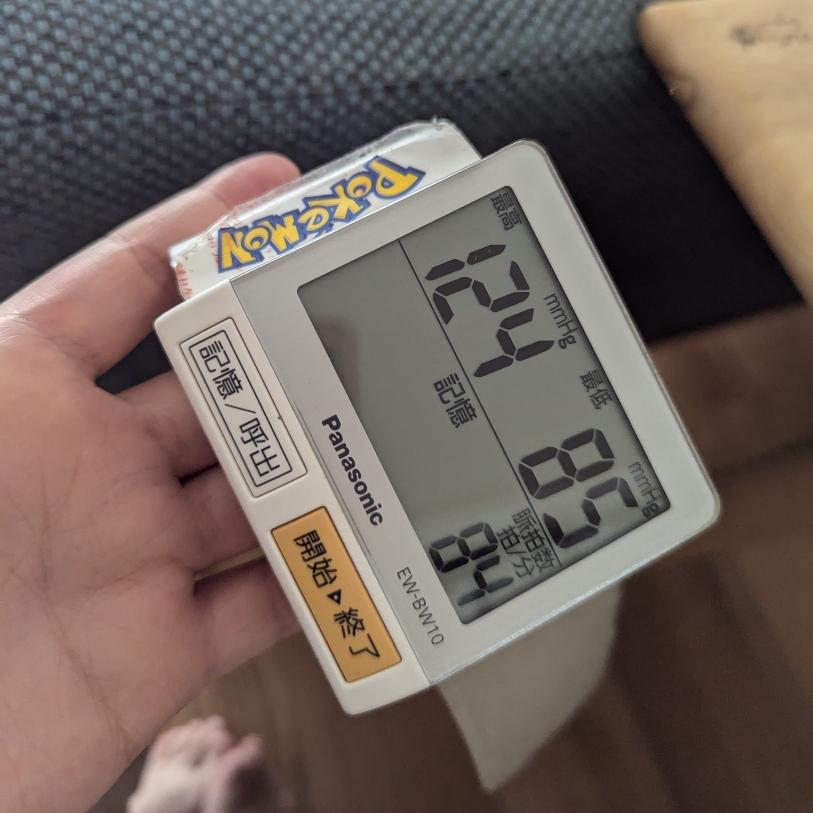 POKéMON
最高
124
mmHg
最低
85
mmHg
記憶
脈拍数
拍/分
84
Panasonic
EW-BW10
記憶/呼出
開始▶終了